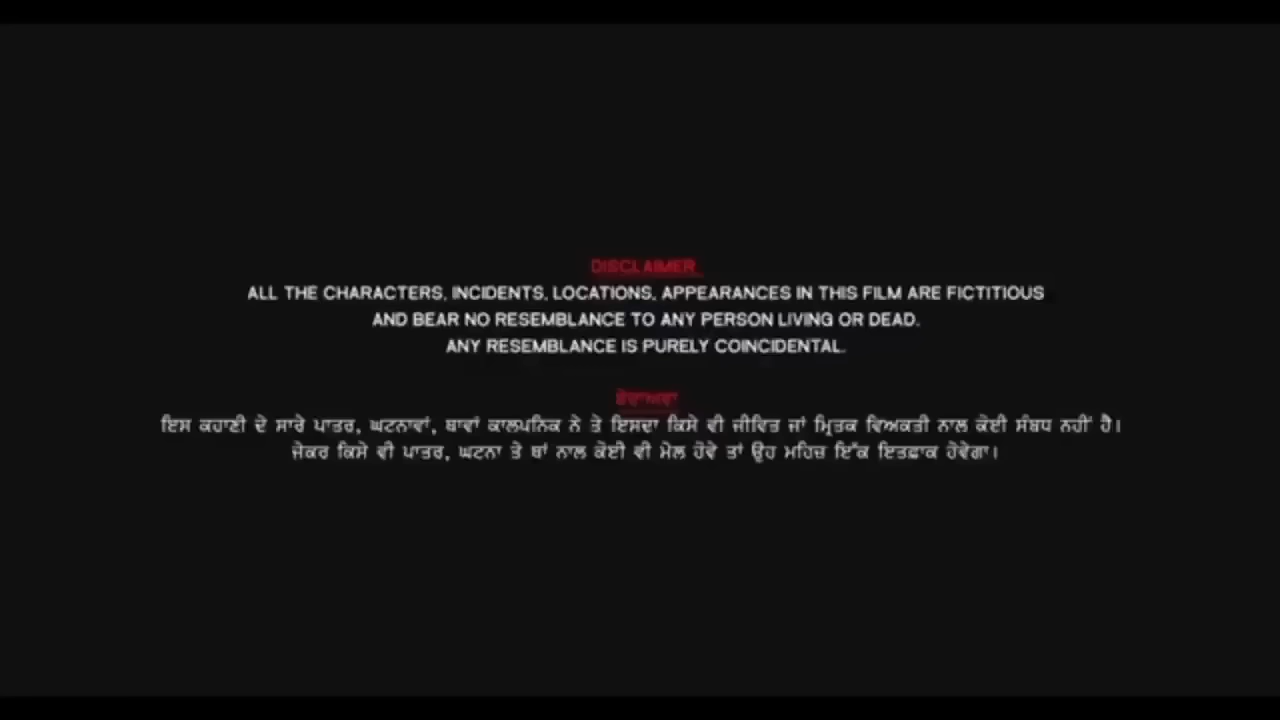 DISCLAIMER
ALL THE CHARACTERS, INCIDENTS, LOCATIONS, APPEARANCES IN THIS FILM ARE FICTITIOUS
AND BEAR NO RESEMBLANCE TO ANY PERSON LIVING OR DEAD.
ANY RESEMBLANCE IS PURELY COINCIDENTAL.
ਇਸ ਕਹਾਣੀ ਦੇ ਸਾਰੇ ਪਾਤਰ, ਘਟਨਾਵਾਂ, ਥਾਵਾਂ ਕਾਲਪਨਿਕ ਨੇ ਤੇ ਇਸਦਾ ਕਿਸੇ ਵੀ ਜੀਵਿਤ ਜਾਂ ਮ੍ਰਿਤਕ ਵਿਅਕਤੀ ਨਾਲ ਕੋਈ ਸੰਬਧ ਨਹੀਂ ਹੈ।
ਜੇਕਰ ਕਿਸੇ ਵੀ ਪਾਤਰ, ਘਟਨਾ ਤੇ ਥਾਂ ਨਾਲ ਕੋਈ ਵੀ ਮੇਲ ਹੋਵੇ ਤਾਂ ਉਹ ਮਹਿਜ਼ ਇੱਕ ਇਤਫ਼ਾਕ ਹੋਵੇਗਾ।